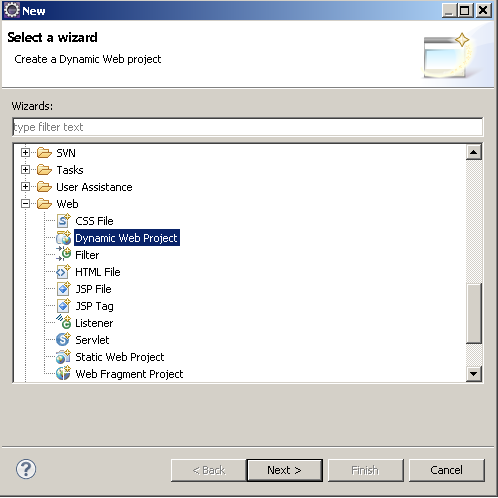 New
Select a wizard
Create a Dynamic Web project
Wizards:
type filter text
SVN
Tasks
User Assistance
Web
CSS File
Dynamic Web Project
Filter
HTML File
JSP File
JSP Tag
Listener
Servlet
Static Web Project
Web Fragment Project
? < Back Next > Finish Cancel